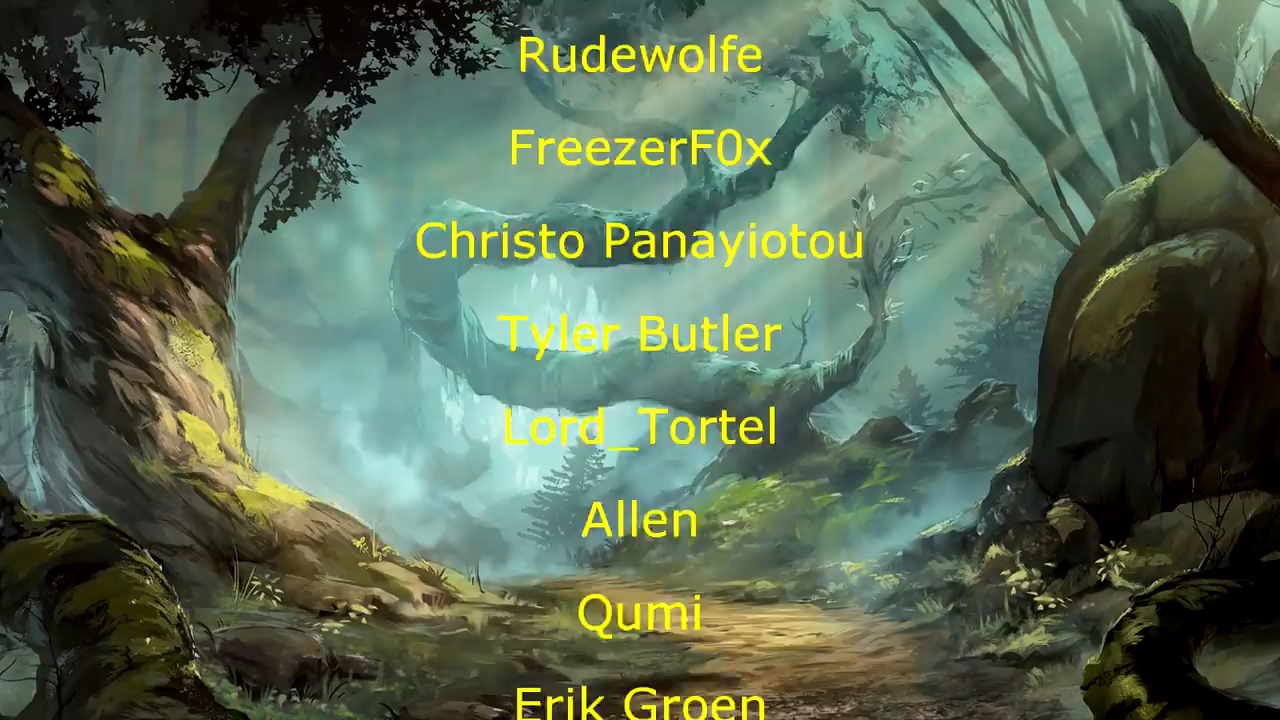 Rudewolfe
FreezerF0x
Christo Panayiotou
Tyler Butler
Lord_Tortel
Allen
Qumi
Erik Groen